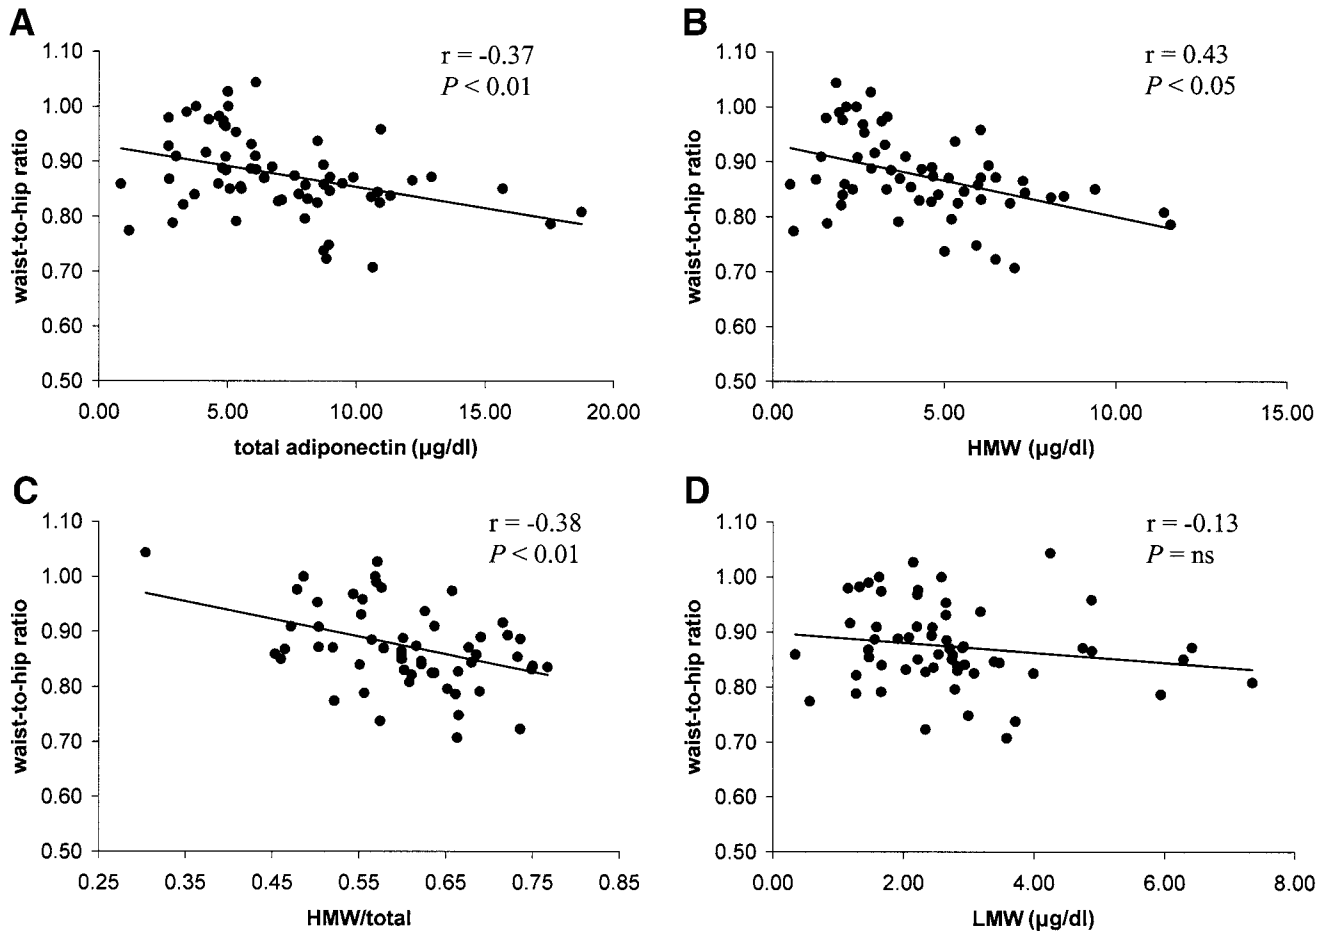 A
r = -0.37
P < 0.01
waist-to-hip ratio
1.10
1.00
0.90
0.80
0.70
0.60
0.50
0.00 5.00 10.00 15.00 20.00
total adiponectin (µg/dl)
B
r = 0.43
P < 0.05
waist-to-hip ratio
1.10
1.00
0.90
0.80
0.70
0.60
0.50
0.00 5.00 10.00 15.00
HMW (µg/dl)
C
r = -0.38
P < 0.01
waist-to-hip ratio
1.10
1.00
0.90
0.80
0.70
0.60
0.50
0.25 0.35 0.45 0.55 0.65 0.75 0.85
HMW/total
D
r = -0.13
P = ns
waist-to-hip ratio
1.10
1.00
0.90
0.80
0.70
0.60
0.50
0.00 2.00 4.00 6.00 8.00
LMW (µg/dl)